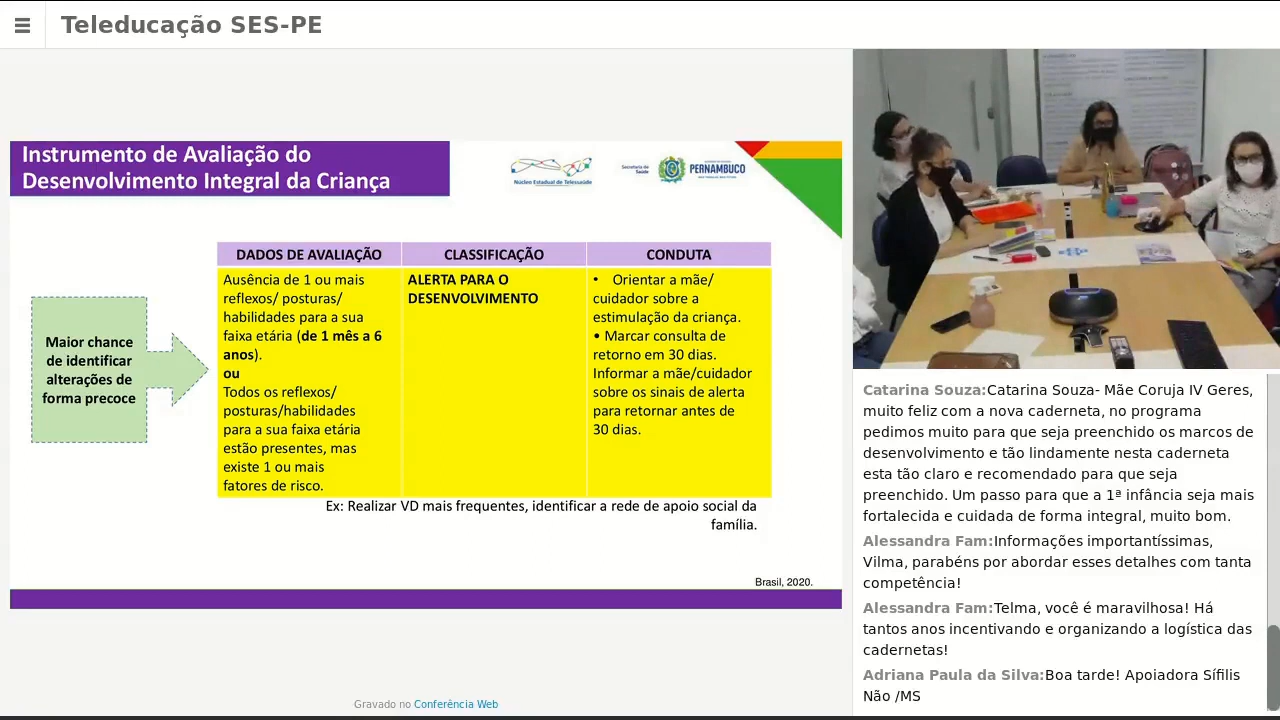 Teleducação SES-PE
Instrumento de Avaliação do
Desenvolvimento Integral da Criança
Núcleo Estadual de Telessaúde
Secretaria de
Saúde
PERNAMBUCO
DADOS DE AVALIAÇÃO
CLASSIFICAÇÃO
CONDUTA
Maior chance
de identificar
alterações de
forma precoce
Ausência de 1 ou mais
reflexos/ posturas/
habilidades para a sua
faixa etária (de 1 mês a 6
anos).
ou
Todos os reflexos/
posturas/habilidades
para a sua faixa etária
estão presentes, mas
existe 1 ou mais
fatores de risco.
ALERTA PARA O
DESENVOLVIMENTO
• Orientar a mãe/
cuidador sobre a
estimulação da criança.
• Marcar consulta de
retorno em 30 dias.
Informar a mãe/cuidador
sobre os sinais de alerta
para retornar antes de
30 dias.
Ex: Realizar VD mais frequentes, identificar a rede de apoio social da
família.
Brasil, 2020.
Gravado no Conferência Web
Catarina Souza:Catarina Souza- Mãe Coruja IV Geres,
muito feliz com a nova caderneta, no programa
pedimos muito para que seja preenchido os marcos de
desenvolvimento e tão lindamente nesta caderneta
esta tão claro e recomendado para que seja
preenchido. Um passo para que a 1ª infância seja mais
fortalecida e cuidada de forma integral, muito bom.
Alessandra Fam:Informações importantíssimas,
Vilma, parabéns por abordar esses detalhes com tanta
competência!
Alessandra Fam:Telma, você é maravilhosa! Há
tantos anos incentivando e organizando a logística das
cadernetas!
Adriana Paula da Silva:Boa tarde! Apoiadora Sífilis
Não /MS